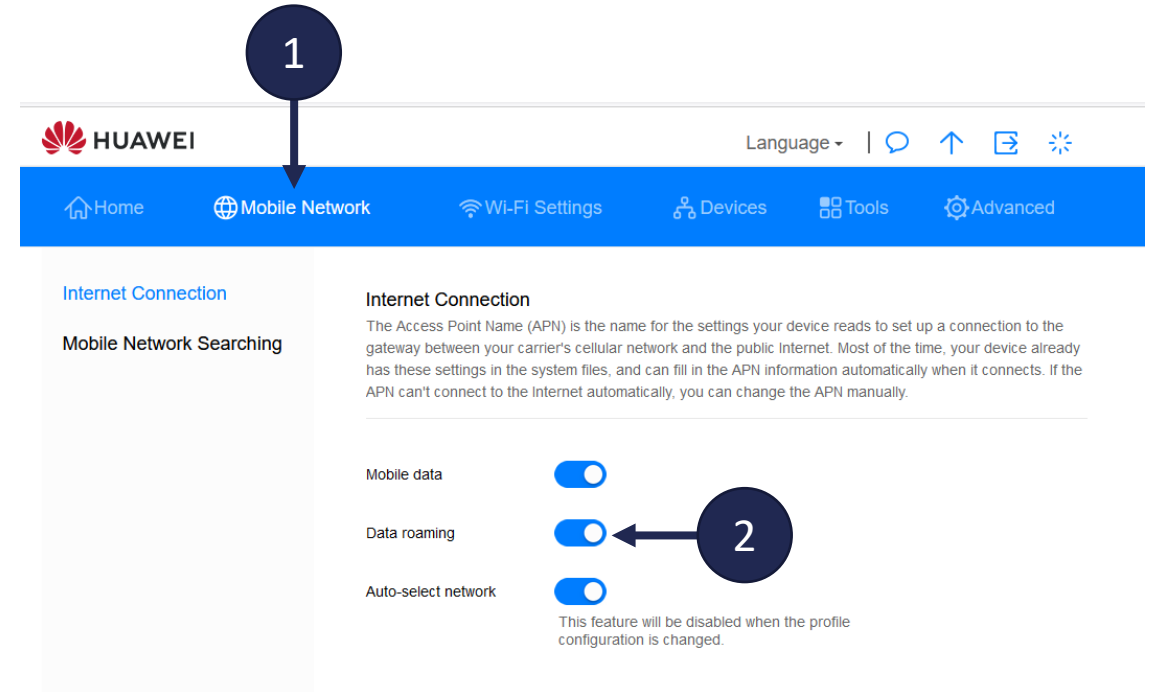 1
HUAWEI
Language
Home
Mobile Network
Wi-Fi Settings
Devices
Tools
Advanced
Internet Connection
Mobile Network Searching
Internet Connection
The Access Point Name (APN) is the name for the settings your device reads to set up a connection to the
gateway between your carrier's cellular network and the public Internet. Most of the time, your device already
has these settings in the system files, and can fill in the APN information automatically when it connects. If the
APN can't connect to the Internet automatically, you can change the APN manually.
Mobile data
Data roaming
2
Auto-select network
This feature will be disabled when the profile
configuration is changed.